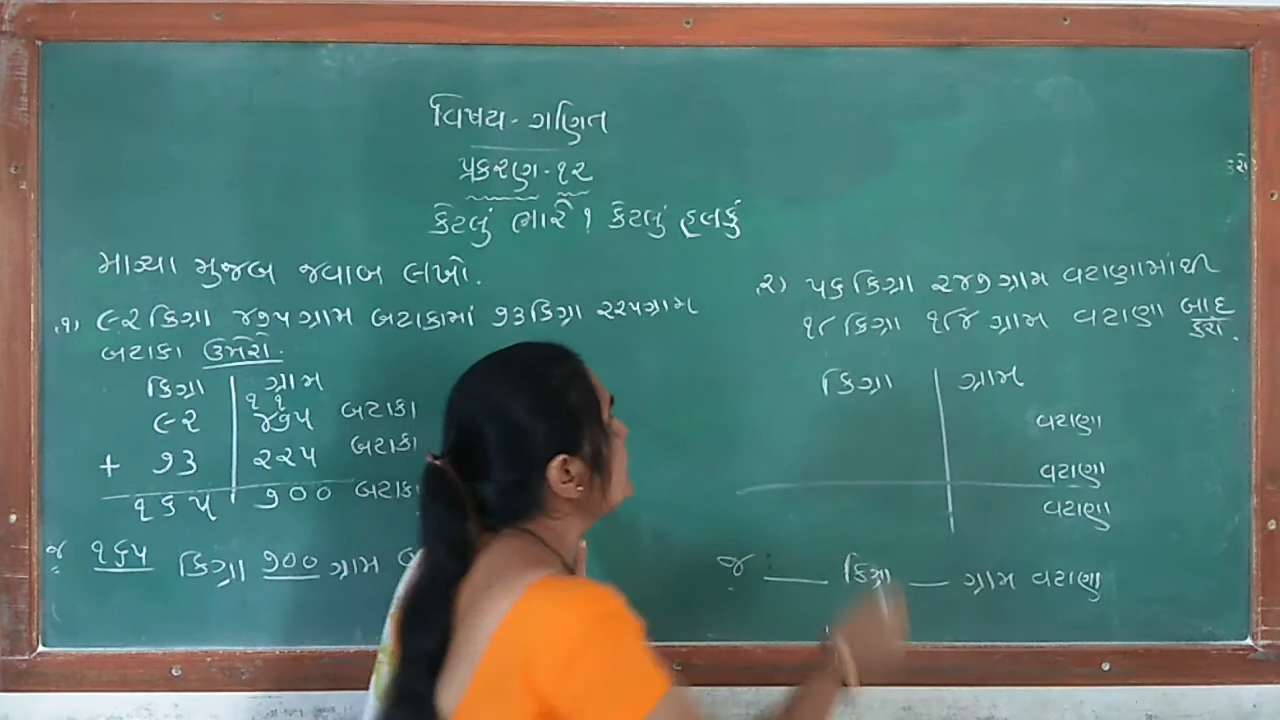 વિષય - ગણિત
પ્રકરણ - ૧૨
કેટલું ભારે ? કેટલું હલકું
માગ્યા મુજબ જવાબ લખો.
૧) ૯૨ કિગ્રા ૪૭૫ ગ્રામ બટાકામાં ૭૩ કિગ્રા ૨૨૫ ગ્રામ
બટાકા ઉમેરો.
કિગ્રા | ગ્રામ
૧ ૧
૯૨ | ૪૭૫ બટાકા
+ ૭૩ | ૨૨૫ બટાકા
૧૬૫ | ૭૦૦ બટાકા
જ. ૧૬૫ કિગ્રા ૭૦૦ ગ્રામ
૨) ૫૬ કિગ્રા ૨૪૭ ગ્રામ વટાણામાંથી
૧૮ કિગ્રા ૧૮૪ ગ્રામ વટાણા બાદ
કરો.
કિગ્રા | ગ્રામ
વટાણા
વટાણા
વટાણા
જ. ___ કિગ્રા ___ ગ્રામ વટાણા